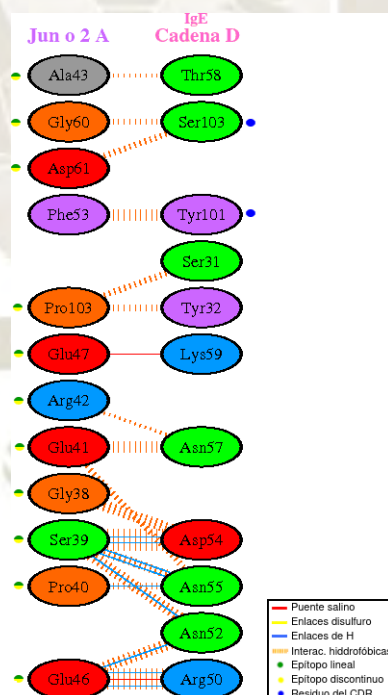 IgE
Jun o 2 A Cadena D
Ala43 Thr58
Gly60 Ser103
Asp61
Phe53 Tyr101
Ser31
Pro103 Tyr32
Glu47 Lys59
Arg42
Glu41 Asn57
Gly38
Ser39 Asp54
Pro40 Asn55
Asn52
Glu46 Arg50
Puente salino
Enlaces disulfuro
Enlaces de H
Interac. hiddrofóbicas
Epítopo lineal
Epítopo discontinuo
Residuo del CDR